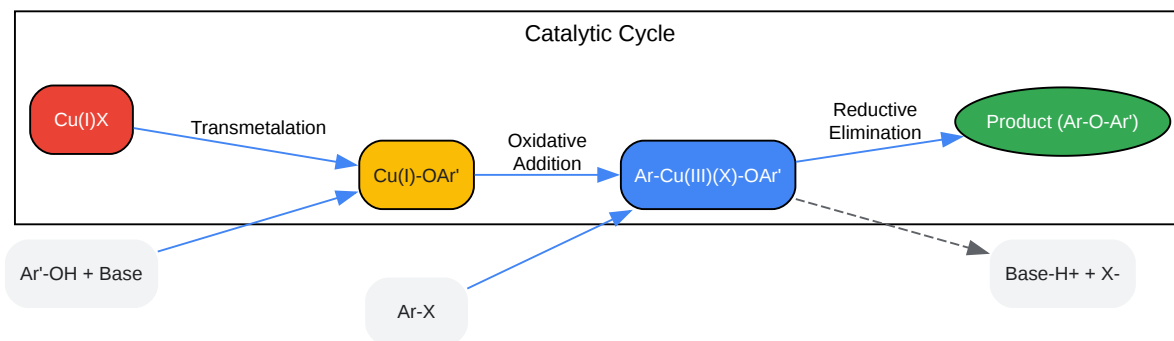 Catalytic Cycle
Cu(I)X
Transmetalation
Cu(I)-OAr'
Oxidative
Addition
Ar-Cu(III)(X)-OAr'
Reductive
Elimination
Product (Ar-O-Ar')
Ar'-OH + Base
Ar-X
Base-H+ + X-